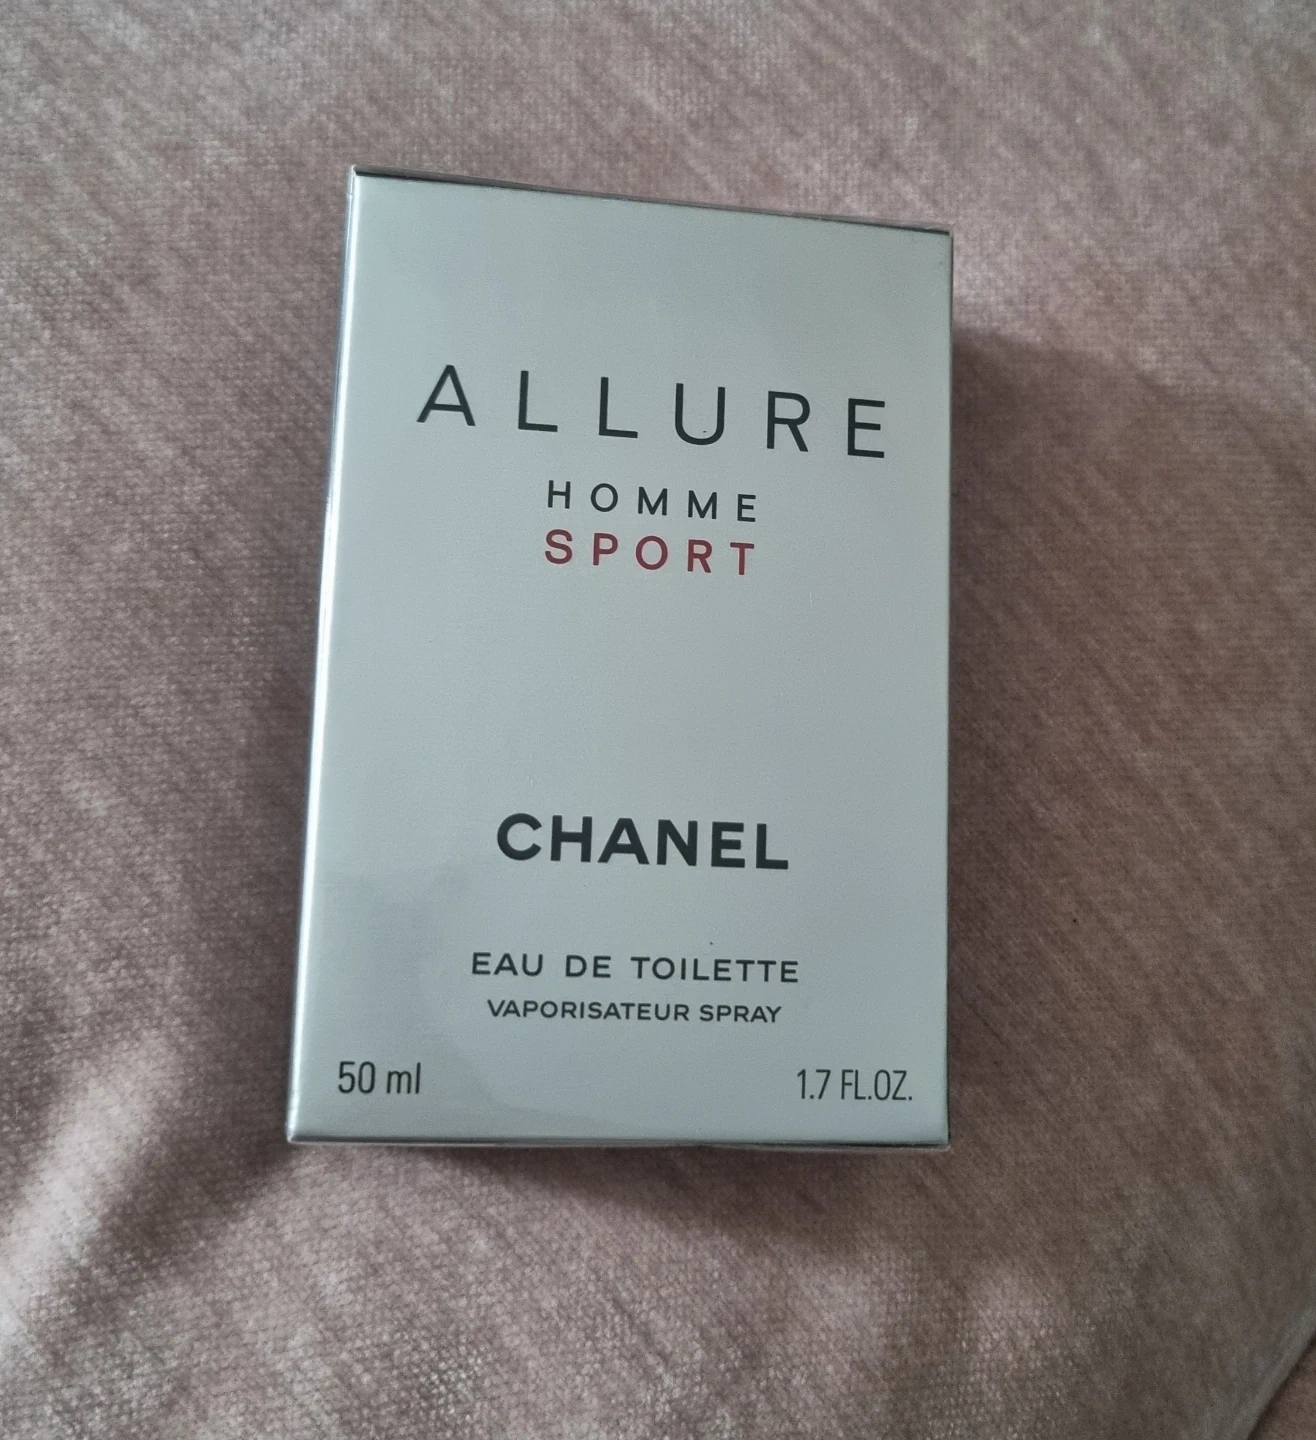 ALLURE
HOMME
SPORT
CHANEL
EAU DE TOILETTE
VAPORISATEUR SPRAY
50 ml 1.7 FL.OZ.